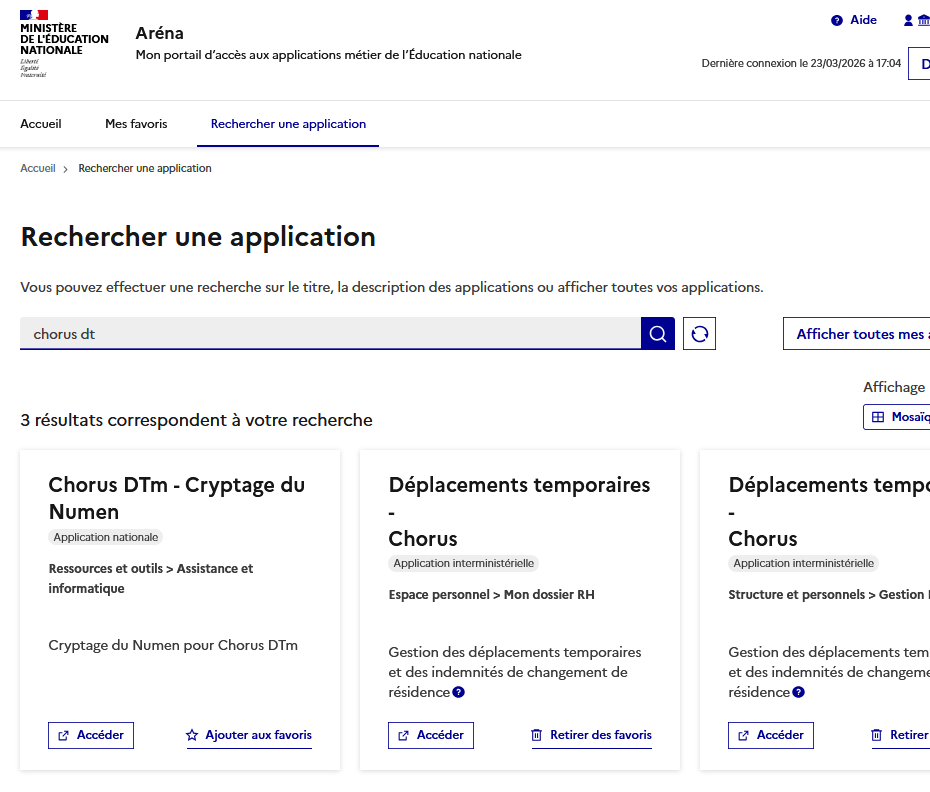 MINISTÈRE
DE L'ÉDUCATION
NATIONALE
Liberté
Égalité
Fraternité
Aréna
Mon portail d'accès aux applications métier de l'Éducation nationale
Aide
Dernière connexion le 23/03/2026 à 17:04
D
Accueil
Mes favoris
Rechercher une application
Accueil > Rechercher une application
Rechercher une application
Vous pouvez effectuer une recherche sur le titre, la description des applications ou afficher toutes vos applications.
chorus dt
Afficher toutes mes a
Affichage
Mosaïq
3 résultats correspondent à votre recherche
Chorus DTm - Cryptage du
Numen
Application nationale
Ressources et outils > Assistance et
informatique
Cryptage du Numen pour Chorus DTm
Accéder
Ajouter aux favoris
Déplacements temporaires
-
Chorus
Application interministérielle
Espace personnel > Mon dossier RH
Gestion des déplacements temporaires
et des indemnités de changement de
résidence
Accéder
Retirer des favoris
Déplacements tempo
-
Chorus
Application interministérielle
Structure et personnels > Gestion
Gestion des déplacements tem
et des indemnités de changeme
résidence
Accéder
Retirer